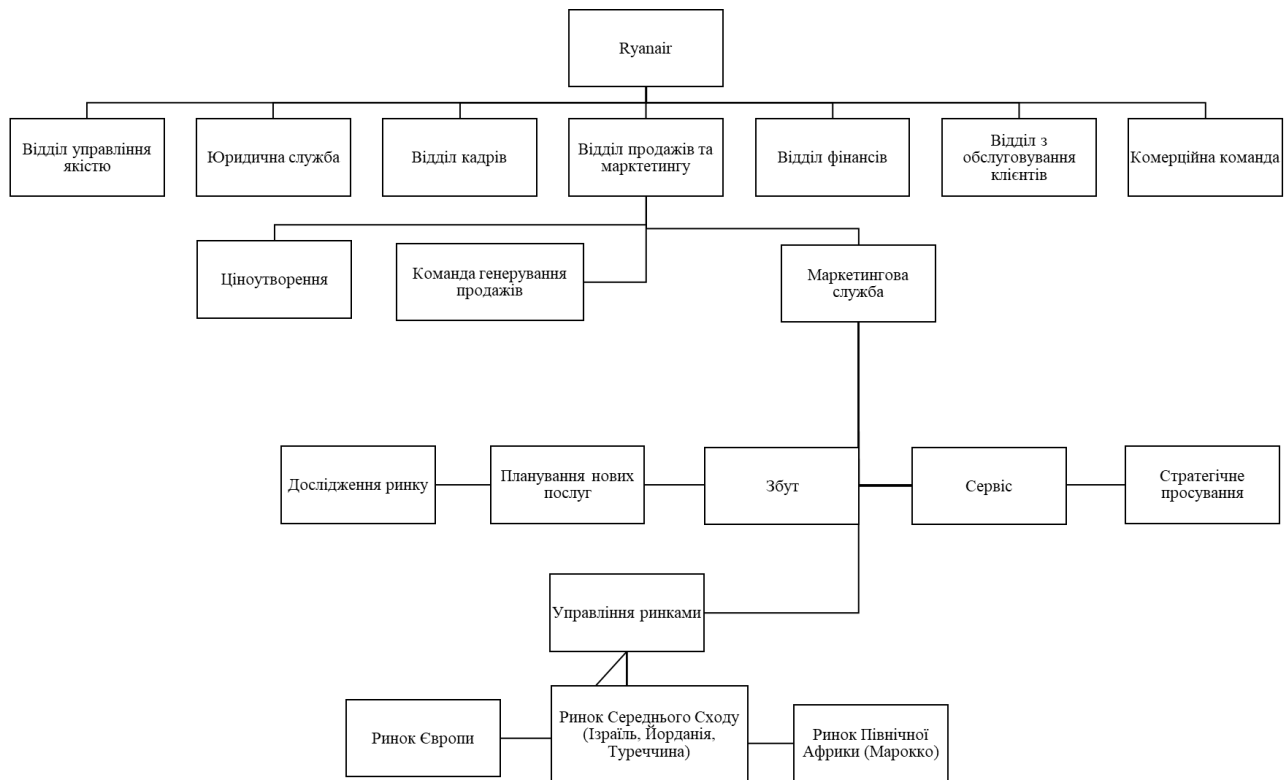 Ryanair
Відділ управління
якістю
Юридична служба
Відділ кадрів
Відділ продажів та
марктетингу
Відділ фінансів
Відділ з
обслуговування
клієнтів
Комерційна команда
Ціноутворення
Команда генерування
продажів
Маркетингова
служба
Дослідження ринку
Планування нових
послуг
Збут
Сервіс
Стратегічне
просування
Управління ринками
Ринок Європи
Ринок Середнього Сходу
(Ізраїль, Йорданія,
Туреччина)
Ринок Північної
Африки (Марокко)